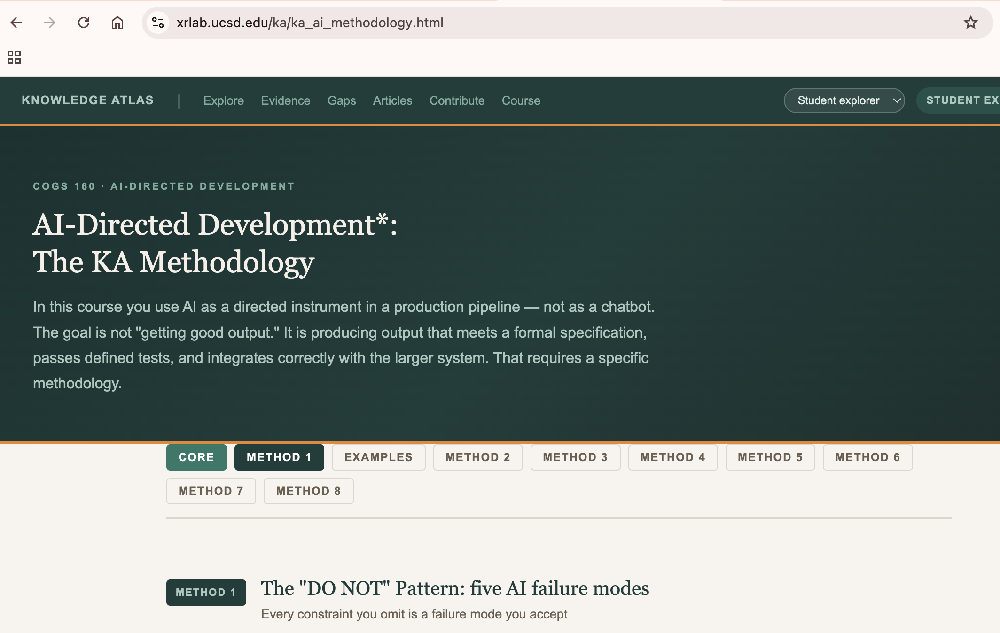 xrlab.ucsd.edu/ka/ka_ai_methodology.html
KNOWLEDGE ATLAS | Explore Evidence Gaps Articles Contribute Course Student explorer STUDENT EX
COGS 160 · AI-DIRECTED DEVELOPMENT
AI-Directed Development*:
The KA Methodology
In this course you use AI as a directed instrument in a production pipeline — not as a chatbot.
The goal is not "getting good output." It is producing output that meets a formal specification,
passes defined tests, and integrates correctly with the larger system. That requires a specific
methodology.
CORE METHOD 1 EXAMPLES METHOD 2 METHOD 3 METHOD 4 METHOD 5 METHOD 6
METHOD 7 METHOD 8
METHOD 1 The "DO NOT" Pattern: five AI failure modes
Every constraint you omit is a failure mode you accept